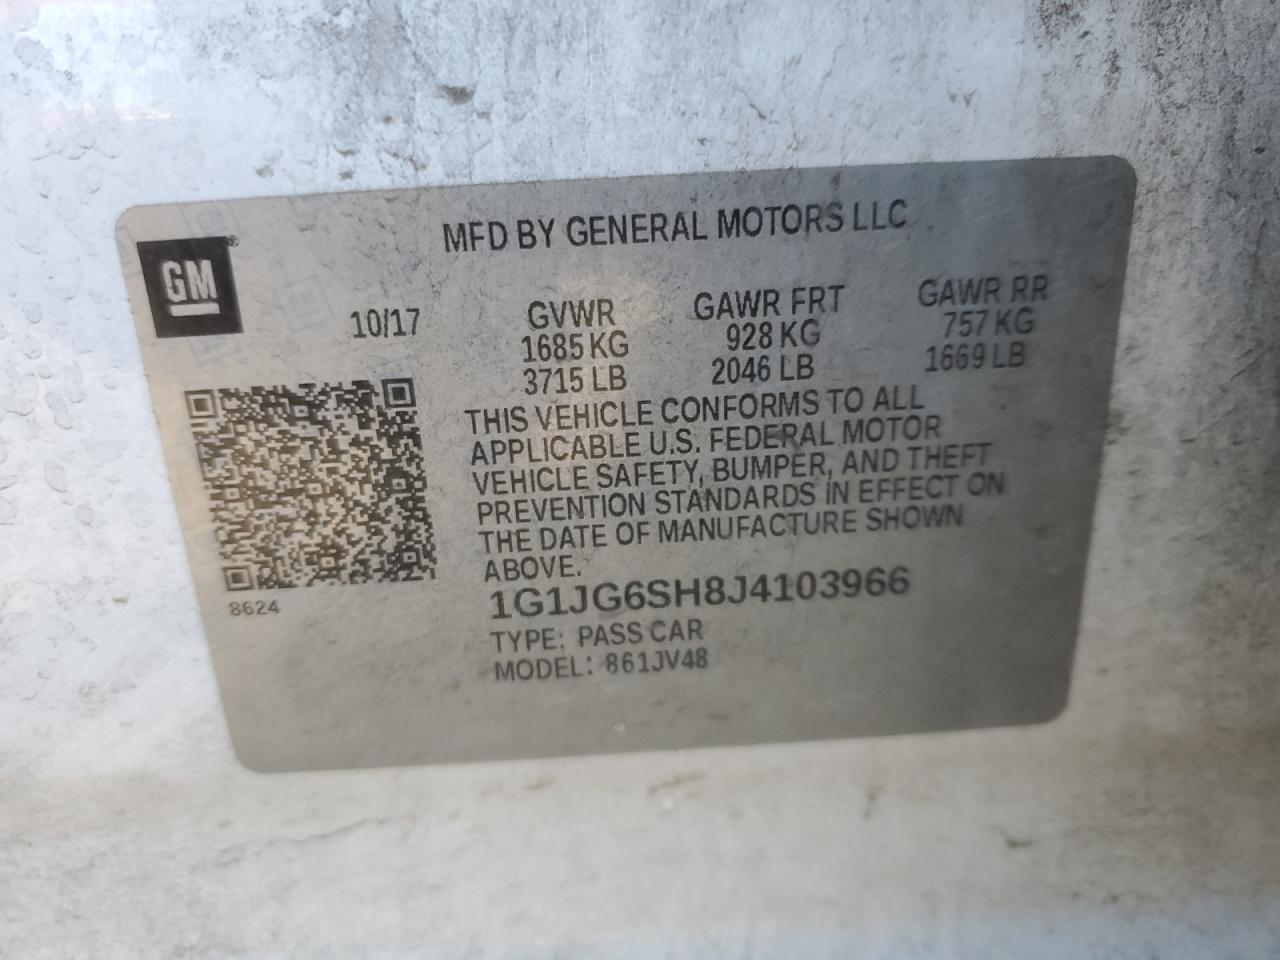 MFD BY GENERAL MOTORS LLC
GM®
10/17
GVWR GAWR FRT GAWR RR
1685 KG 928 KG 757 KG
3715 LB 2046 LB 1669 LB
THIS VEHICLE CONFORMS TO ALL
APPLICABLE U.S. FEDERAL MOTOR
VEHICLE SAFETY, BUMPER, AND THEFT
PREVENTION STANDARDS IN EFFECT ON
THE DATE OF MANUFACTURE SHOWN
ABOVE.
8624
1G1JG6SH8J4103966
TYPE: PASS CAR
MODEL: 861JV48